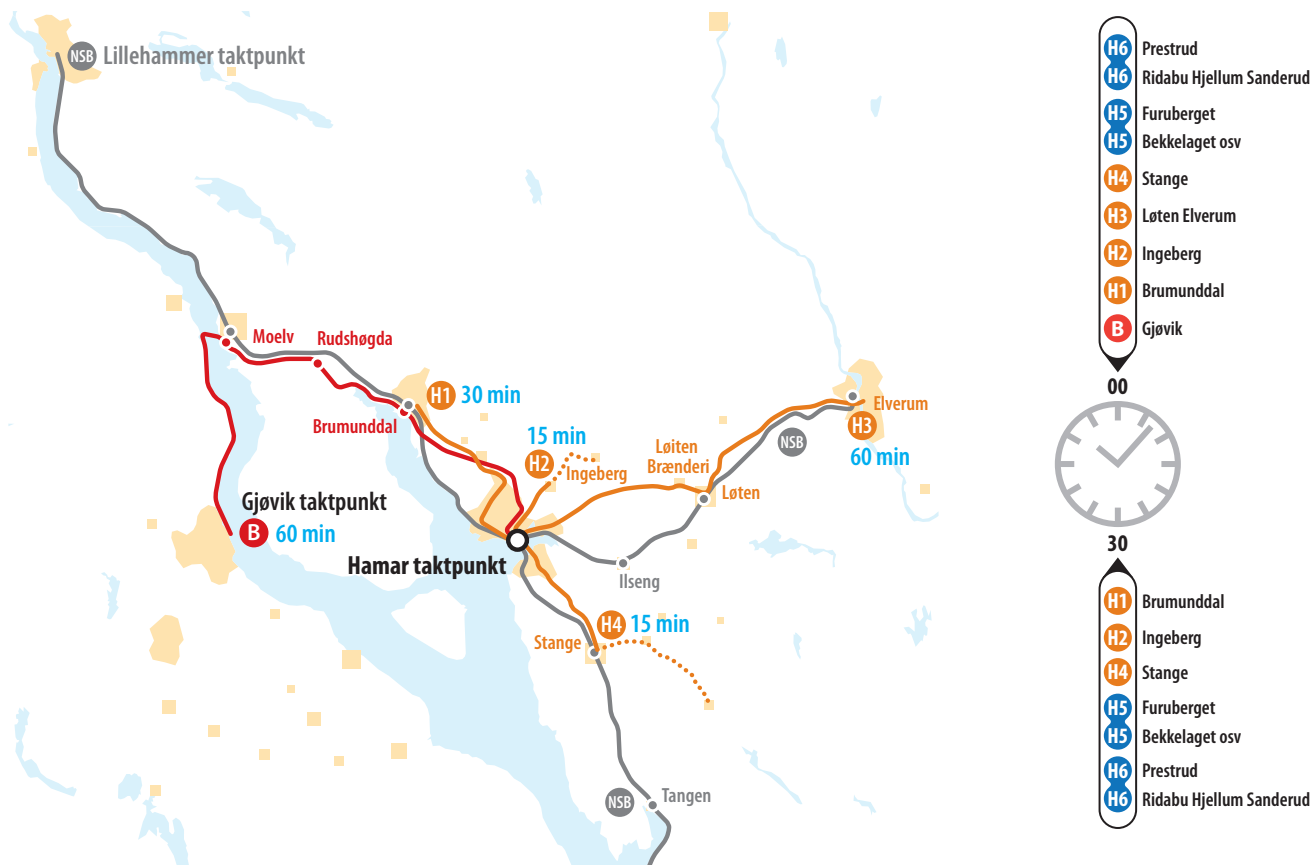 NSB Lillehammer taktpunkt
Moelv
Rudshøgda
H1 30 min
Brumunddal
15 min
H2
Ingeberg
Løiten
Brænderi
NSB
Elverum
H3
60 min
Løten
Gjøvik taktpunkt
B 60 min
Hamar taktpunkt
Ilseng
H4 15 min
Stange
NSB
Tangen
H6 Prestrud
H6 Ridabu Hjellum Sanderud
H5 Furuberget
H5 Bekkelaget osv
H4 Stange
H3 Løten Elverum
H2 Ingeberg
H1 Brumunddal
B Gjøvik
00
30
H1 Brumunddal
H2 Ingeberg
H4 Stange
H5 Furuberget
H5 Bekkelaget osv
H6 Prestrud
H6 Ridabu Hjellum Sanderud